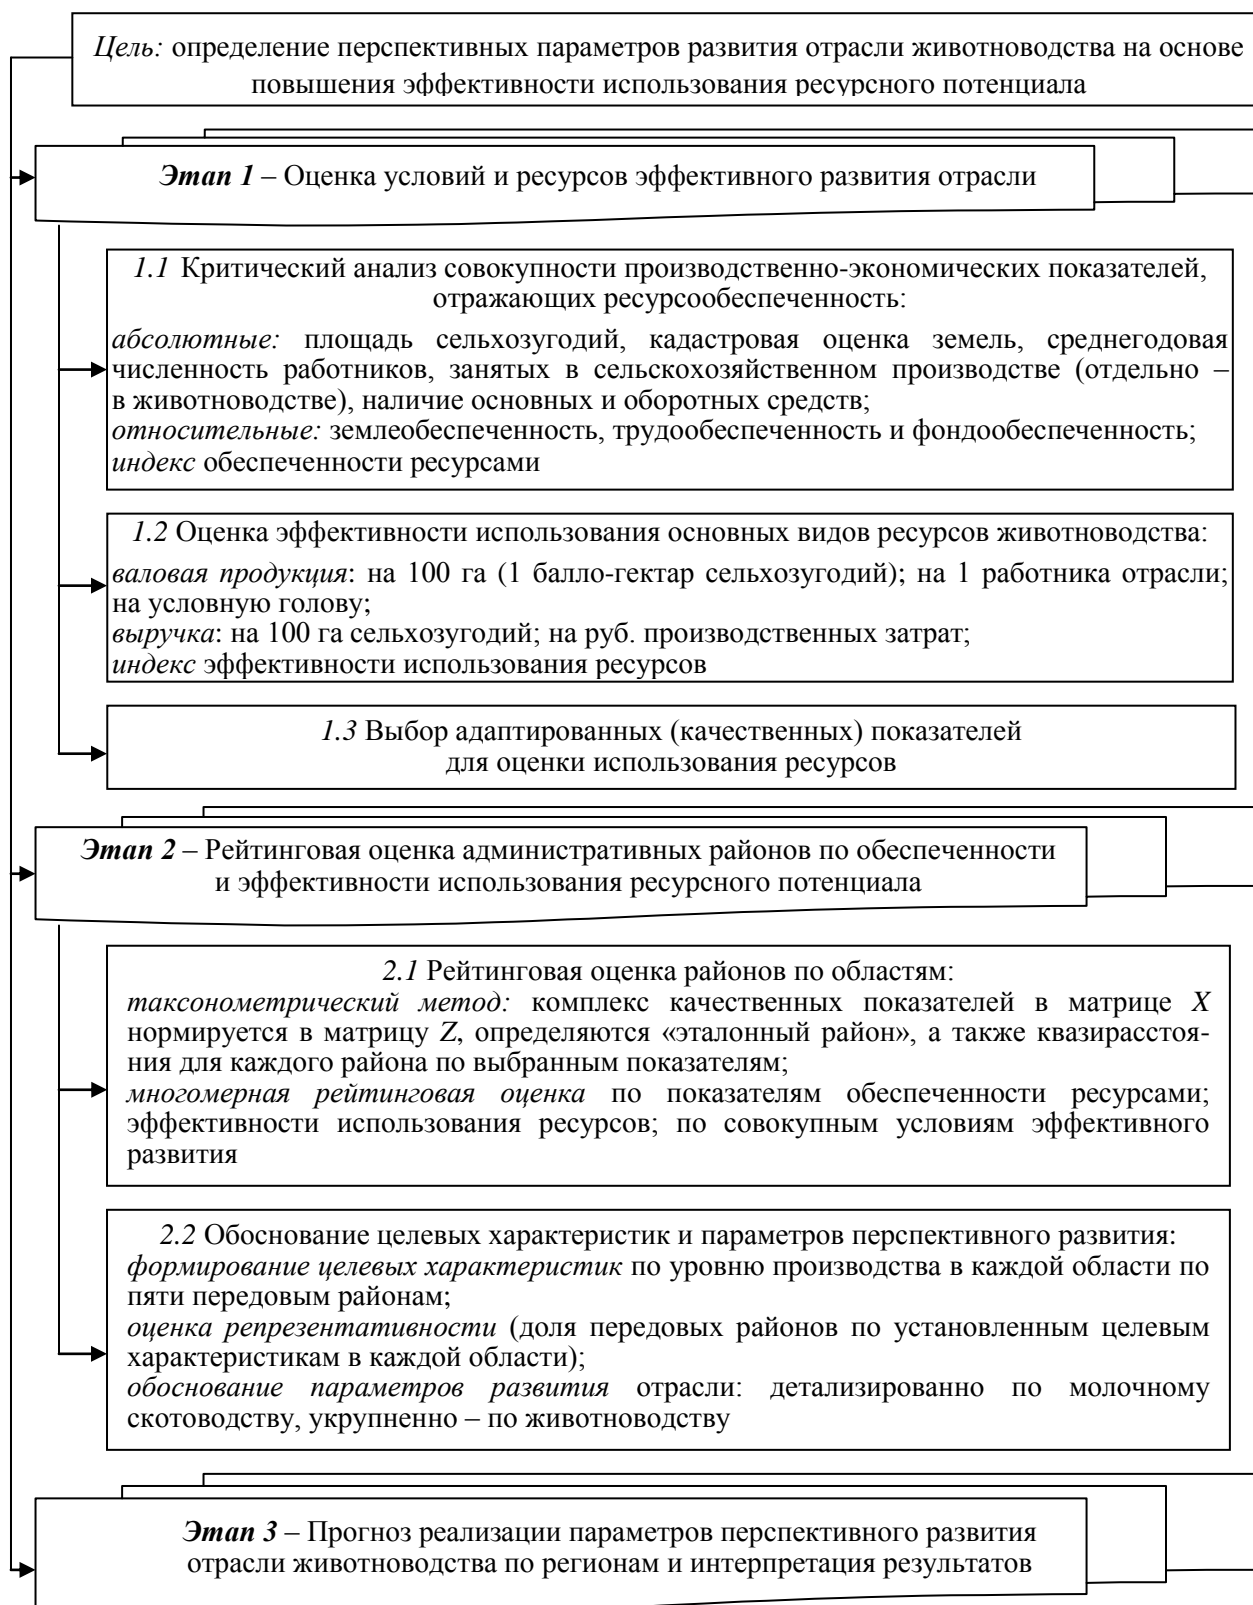 Цель: определение перспективных параметров развития отрасли животноводства на основе
повышения эффективности использования ресурсного потенциала
Этап 1 – Оценка условий и ресурсов эффективного развития отрасли
1.1 Критический анализ совокупности производственно-экономических показателей,
отражающих ресурсообеспеченность:
абсолютные: площадь сельхозугодий, кадастровая оценка земель, среднегодовая
численность работников, занятых в сельскохозяйственном производстве (отдельно –
в животноводстве), наличие основных и оборотных средств;
относительные: землеобеспеченность, трудообеспеченность и фондообеспеченность;
индекс обеспеченности ресурсами
1.2 Оценка эффективности использования основных видов ресурсов животноводства:
валовая продукция: на 100 га (1 балло-гектар сельхозугодий); на 1 работника отрасли;
на условную голову;
выручка: на 100 га сельхозугодий; на руб. производственных затрат;
индекс эффективности использования ресурсов
1.3 Выбор адаптированных (качественных) показателей
для оценки использования ресурсов
Этап 2 – Рейтинговая оценка административных районов по обеспеченности
и эффективности использования ресурсного потенциала
2.1 Рейтинговая оценка районов по областям:
таксонометрический метод: комплекс качественных показателей в матрице X
нормируется в матрицу Z, определяются «эталонный район», а также квазирасстоя-
ния для каждого района по выбранным показателям;
многомерная рейтинговая оценка по показателям обеспеченности ресурсами;
эффективности использования ресурсов; по совокупным условиям эффективного
развития
2.2 Обоснование целевых характеристик и параметров перспективного развития:
формирование целевых характеристик по уровню производства в каждой области по
пяти передовым районам;
оценка репрезентативности (доля передовых районов по установленным целевым
характеристикам в каждой области);
обоснование параметров развития отрасли: детализированно по молочному
скотоводству, укрупненно – по животноводству
Этап 3 – Прогноз реализации параметров перспективного развития
отрасли животноводства по регионам и интерпретация результатов